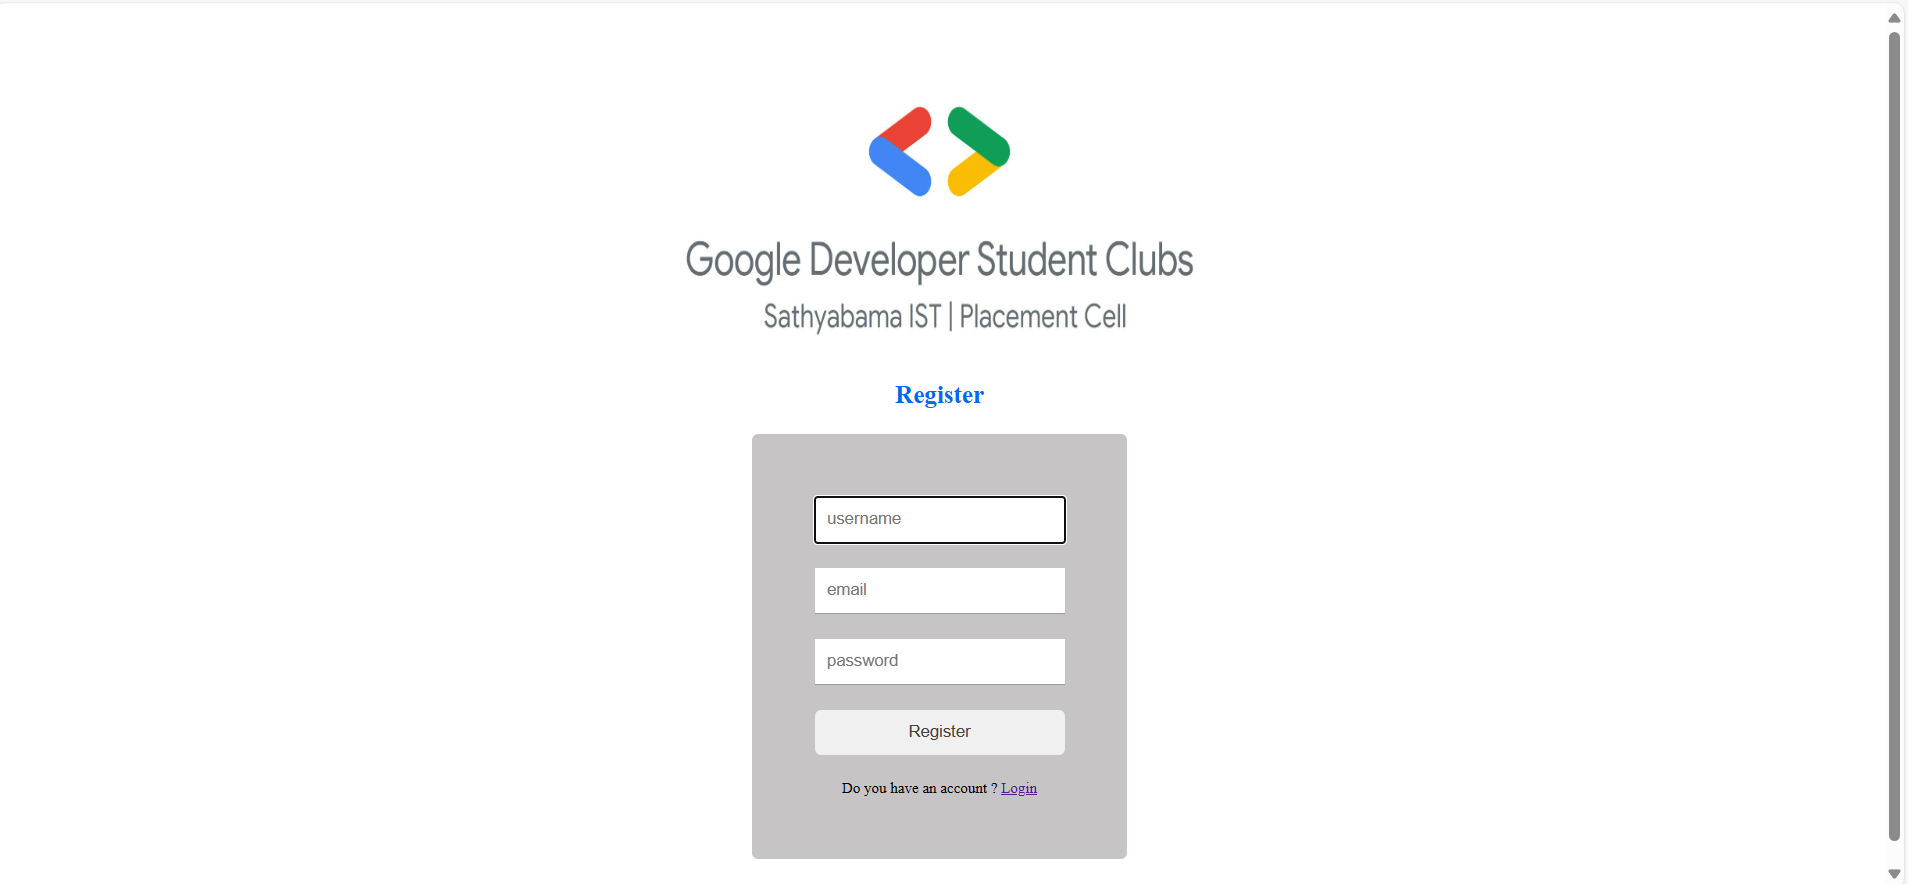 Google Developer Student Clubs
Sathyabama IST | Placement Cell
Register
username
email
password
Register
Do you have an account ? Login